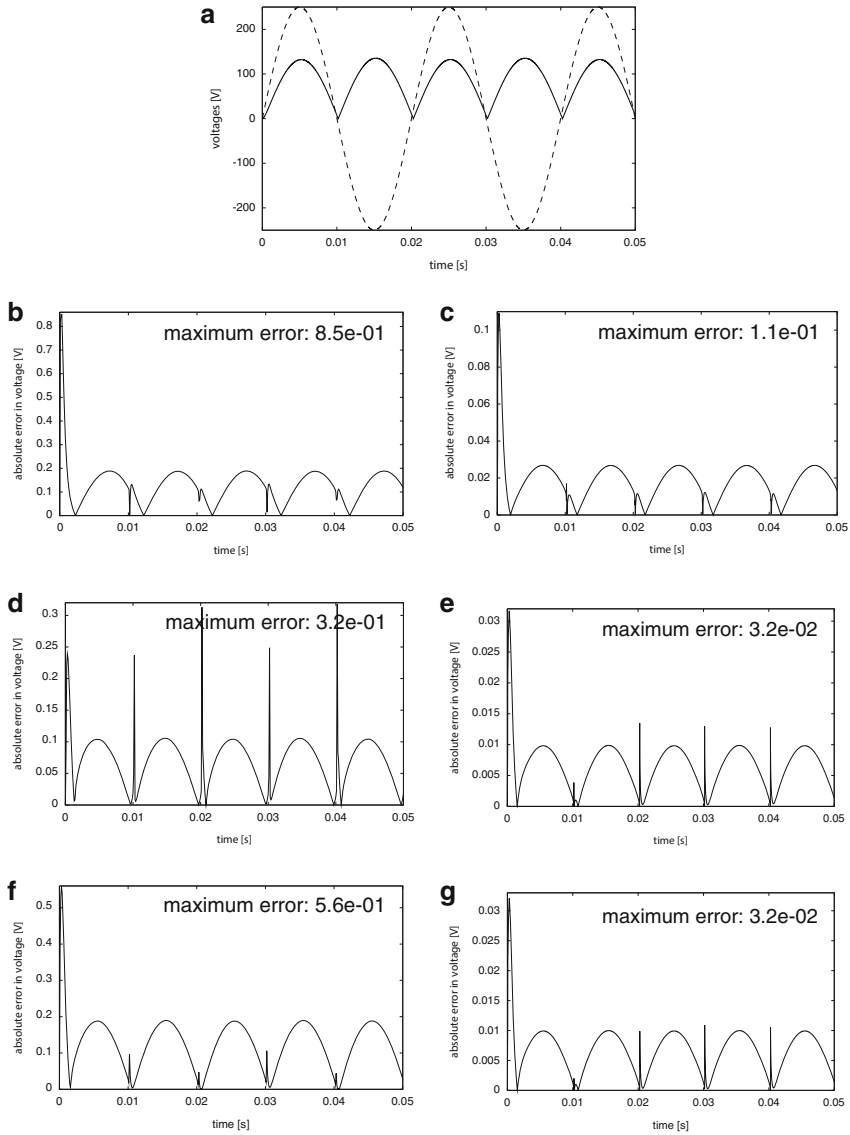 a
voltages [V]
200
100
0
-100
-200
0 0.01 0.02 0.03 0.04 0.05
time [s]
b
maximum error: 8.5e-01
absolute error in voltage [V]
0.8
0.7
0.6
0.5
0.4
0.3
0.2
0.1
0
0 0.01 0.02 0.03 0.04 0.05
time [s]
c
maximum error: 1.1e-01
absolute error in voltage [V]
0.1
0.08
0.06
0.04
0.02
0
0 0.01 0.02 0.03 0.04 0.05
time [s]
d
maximum error: 3.2e-01
absolute error in voltage [V]
0.3
0.25
0.2
0.15
0.1
0.05
0
0 0.01 0.02 0.03 0.04 0.05
time [s]
e
maximum error: 3.2e-02
absolute error in voltage [V]
0.03
0.025
0.02
0.015
0.01
0.005
0
0 0.01 0.02 0.03 0.04 0.05
time [s]
f
maximum error: 5.6e-01
absolute error in voltage [V]
0.5
0.4
0.3
0.2
0.1
0
0 0.01 0.02 0.03 0.04 0.05
time [s]
g
maximum error: 3.2e-02
absolute error in voltage [V]
0.03
0.025
0.02
0.015
0.01
0.005
0
0 0.01 0.02 0.03 0.04 0.05
time [s]